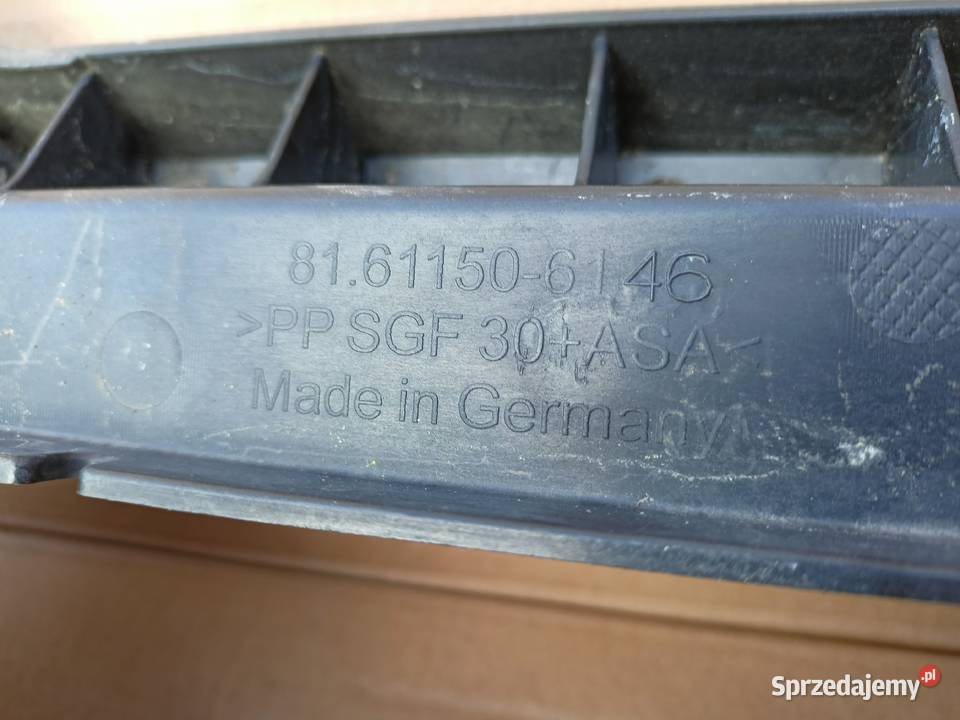 81.61150-6146
>PP SGF 30+ASA<
Made in Germany
Sprzedajemy.pl